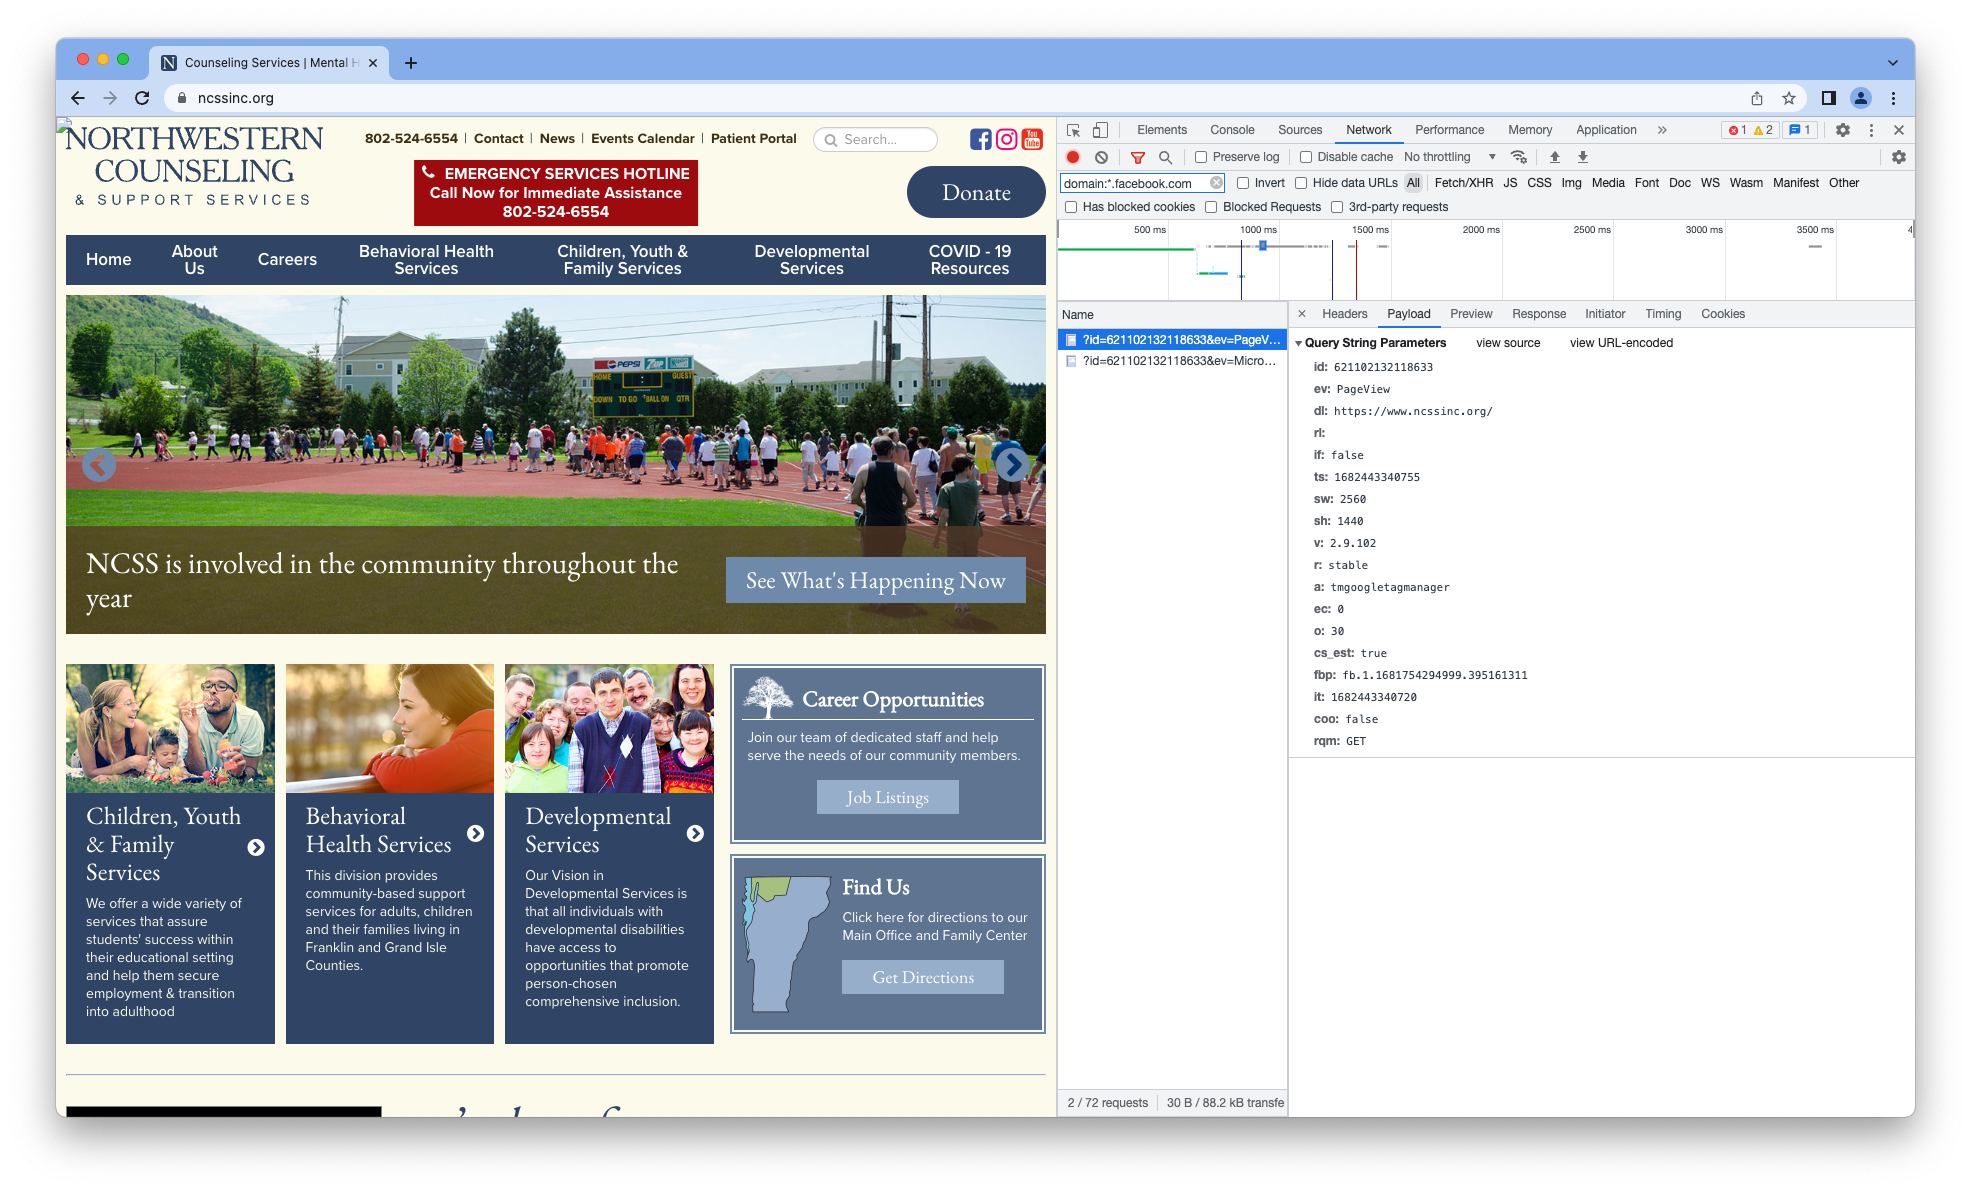 Counseling Services | Mental H
ncssinc.org
NORTHWESTERN
COUNSELING
& SUPPORT SERVICES
802-524-6554 | Contact | News | Events Calendar | Patient Portal
Search...
You
Tube
EMERGENCY SERVICES HOTLINE
Call Now for Immediate Assistance
802-524-6554
Donate
Home
About
Us
Careers
Behavioral Health
Services
Children, Youth &
Family Services
Developmental
Services
COVID - 19
Resources
PEPSI
HOME
GUEST
DOWN TO GO BALL ON QTR
NCSS is involved in the community throughout the
year
See What's Happening Now
Children, Youth
& Family
Services
We offer a wide variety of
services that assure
students' success within
their educational setting
and help them secure
employment & transition
into adulthood
Behavioral
Health Services
This division provides
community-based support
services for adults, children
and their families living in
Franklin and Grand Isle
Counties.
Developmental
Services
Our Vision in
Developmental Services is
that all individuals with
developmental disabilities
have access to
opportunities that promote
person-chosen
comprehensive inclusion.
Career Opportunities
Join our team of dedicated staff and help
serve the needs of our community members.
Job Listings
Find Us
Click here for directions to our
Main Office and Family Center
Get Directions
Elements Console Sources Network Performance Memory Application » 1 2 1
Preserve log Disable cache No throttling
domain:*.facebook.com Invert Hide data URLs All Fetch/XHR JS CSS Img Media Font Doc WS Wasm Manifest Other
Has blocked cookies Blocked Requests 3rd-party requests
500 ms 1000 ms 1500 ms 2000 ms 2500 ms 3000 ms 3500 ms 4
Name
?id=621102132118633&ev=PageV...
?id=621102132118633&ev=Micro...
2 / 72 requests 30 B / 88.2 kB transfe
Headers Payload Preview Response Initiator Timing Cookies
Query String Parameters view source view URL-encoded
id: 621102132118633
ev: PageView
dl: https://www.ncssinc.org/
rl:
if: false
ts: 1682443340755
sw: 2560
sh: 1440
v: 2.9.102
r: stable
a: tmgoogletagmanager
ec: 0
o: 30
cs_est: true
fbp: fb.1.1681754294999.395161311
it: 1682443340720
coo: false
rqm: GET